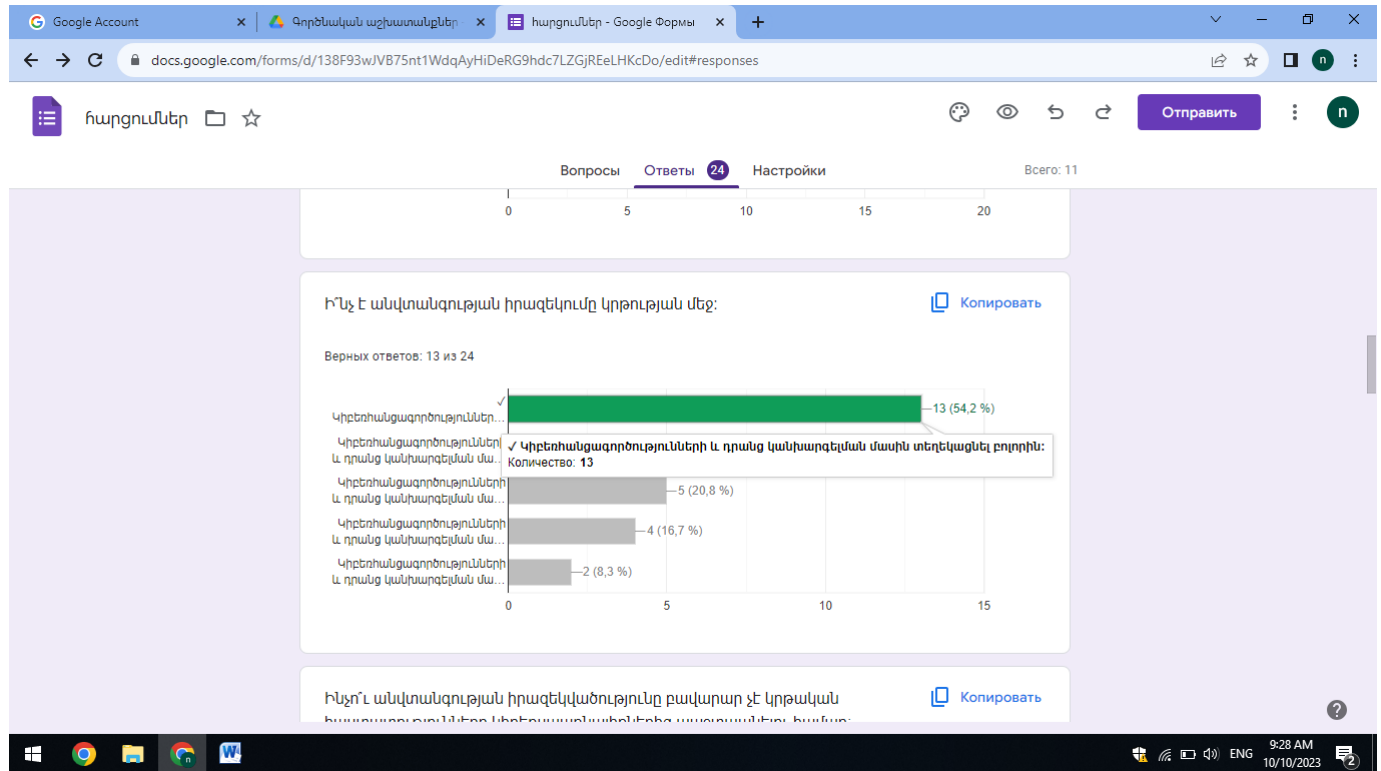 Google Account
Գործնական աշխատանքներ
հարցումներ - Google Формы
docs.google.com/forms/d/138F93wJVB75nt1WdqAyHiDeRG9hdc7LZGjREeLHKcDo/edit#responses
n
հարցումներ
Отправить
n
Вопросы Ответы 24 Настройки Всего: 11
0 5 10 15 20
Ի՞նչ է անվտանգության իրազեկումը կրթության մեջ:
Копировать
Верных ответов: 13 из 24
✓
Կիբեռհանցագործություններ...
13 (54,2 %)
Կիբեռհանցագործությունների
և դրանց կանխարգելման մա...
✓ Կիբեռհանցագործությունների և դրանց կանխարգելման մասին տեղեկացնել բոլորին:
Количество: 13
Կիբեռհանցագործությունների
և դրանց կանխարգելման մա...
5 (20,8 %)
Կիբեռհանցագործությունների
և դրանց կանխարգելման մա...
4 (16,7 %)
Կիբեռհանցագործությունների
և դրանց կանխարգելման մա...
2 (8,3 %)
0 5 10 15
Ինչո՞ւ անվտանգության իրազեկվածությունը բավարար չէ կրթական
Копировать
ENG
9:28 AM
10/10/2023
2